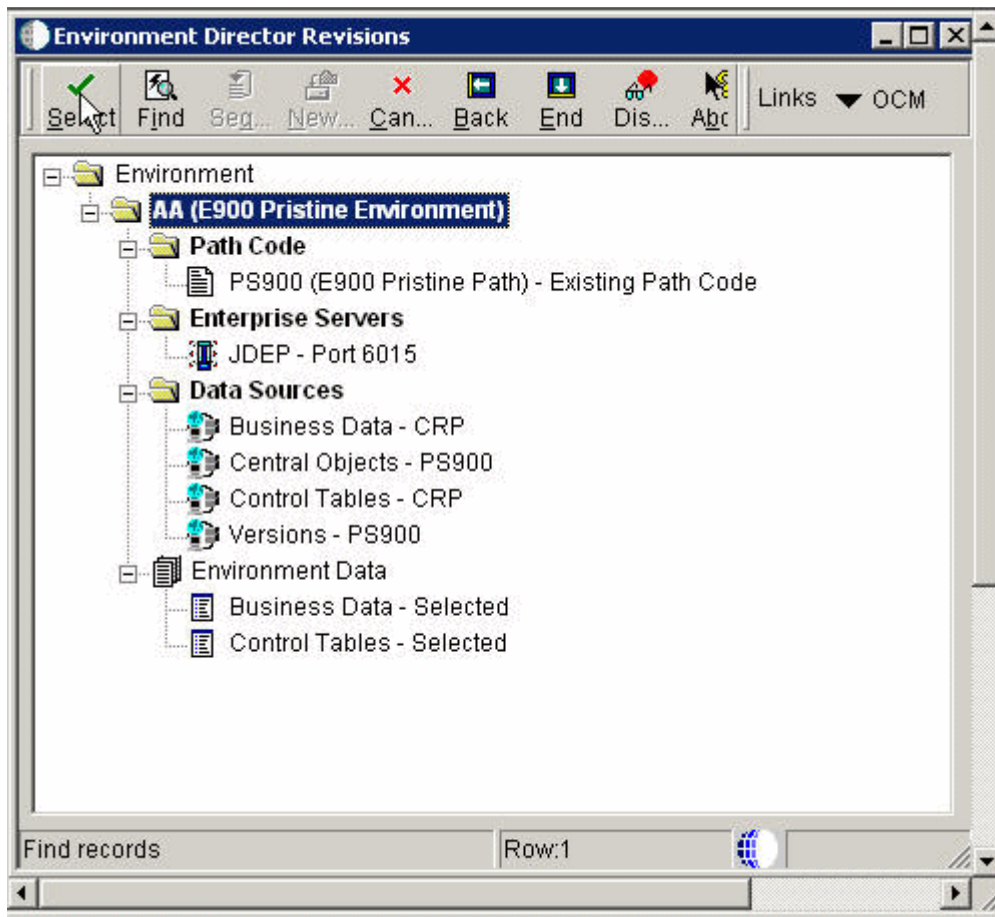 Environment Director Revisions
Select Find Seq... New... Can... Back End Dis... Abc Links OCM
Environment
AA (E900 Pristine Environment)
Path Code
PS900 (E900 Pristine Path) - Existing Path Code
Enterprise Servers
JDEP - Port 6015
Data Sources
Business Data - CRP
Central Objects - PS900
Control Tables - CRP
Versions - PS900
Environment Data
Business Data - Selected
Control Tables - Selected
Find records Row:1